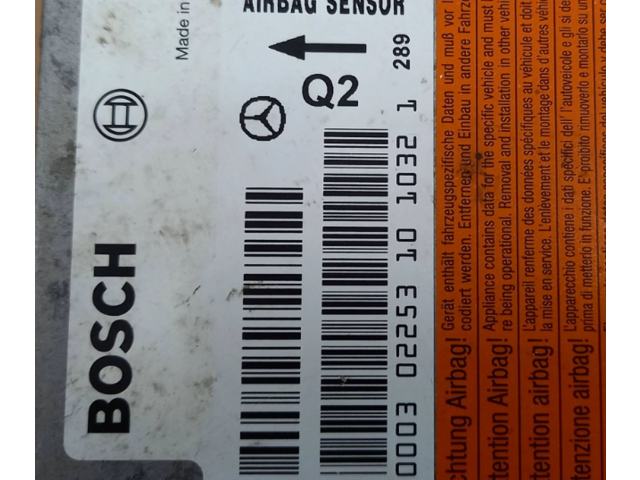 AIRBAG SENSOR
Made in
Q2
289
BOSCH
0003 02253 10 1032 1
chtung Airbag!
Gerät enthält fahrzeugspezifische Daten und muß vor
codiert werden. Entfernen und Einbau in andere Fahrze
ttention Airbag!
Appliance contains data for the specific vehicle and must
re being operational. Removal and installation in other vehic
ttention airbag!
L'appareil renferme des données spécifiques au véhicule et doit
la mise en service. L'enlèvement et le montage dans d'autres véhic
ttenzione airbag!
L'apparecchio contiene i dati specifici dell' l'autoveicolo e gli si de
prima di metterlo in funzione. E' proibito rimuoverlo e montarlo su